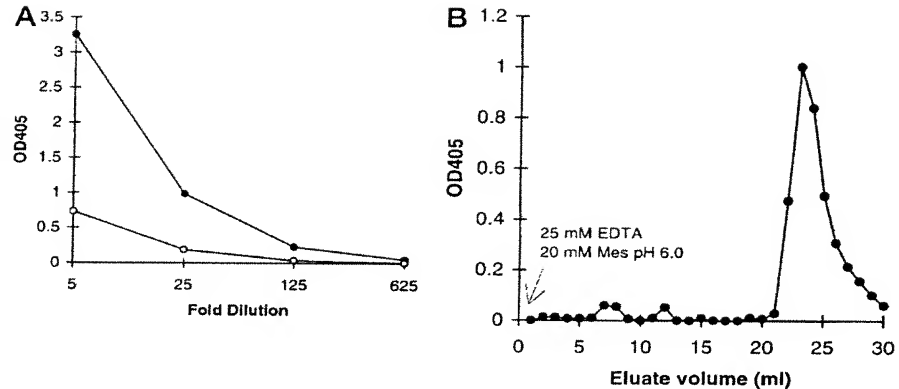 A
3.5
3
2.5
2
1.5
1
0.5
0
OD405
5 25 125 625
Fold Dilution
B
1.2
1
0.8
0.6
0.4
0.2
0
OD405
25 mM EDTA
20 mM Mes pH 6.0
0 5 10 15 20 25 30
Eluate volume (ml)